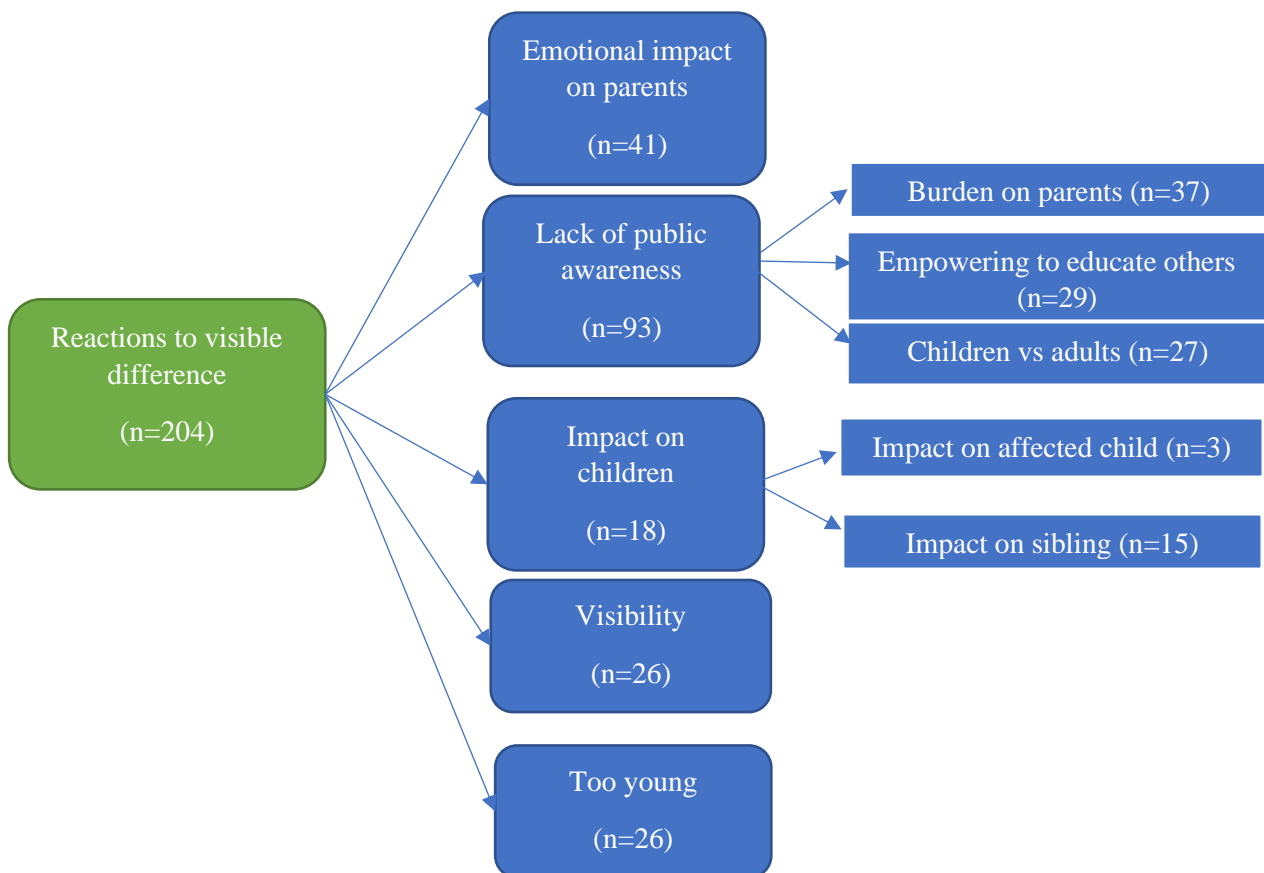 Reactions to visible
difference
(n=204)
Emotional impact
on parents
(n=41)
Lack of public
awareness
(n=93)
Burden on parents (n=37)
Empowering to educate others
(n=29)
Children vs adults (n=27)
Impact on
children
(n=18)
Impact on affected child (n=3)
Impact on sibling (n=15)
Visibility
(n=26)
Too young
(n=26)